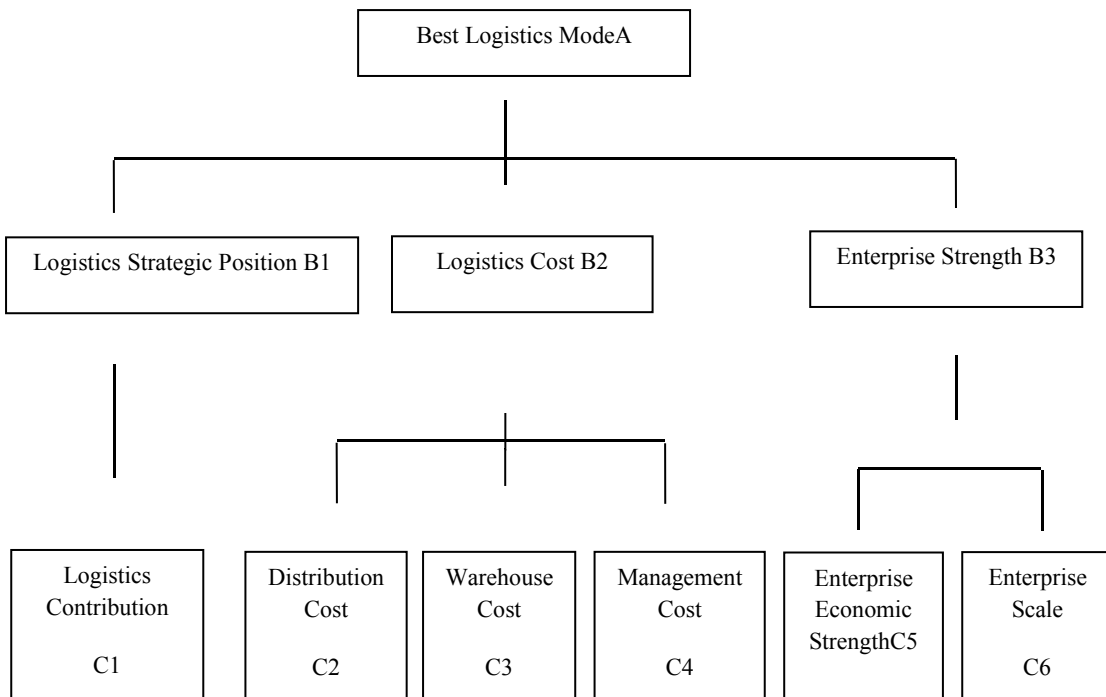 Best Logistics ModeA
Logistics Strategic Position B1
Logistics Cost B2
Enterprise Strength B3
Logistics
Contribution
C1
Distribution
Cost
C2
Warehouse
Cost
C3
Management
Cost
C4
Enterprise
Economic
StrengthC5
Enterprise
Scale
C6